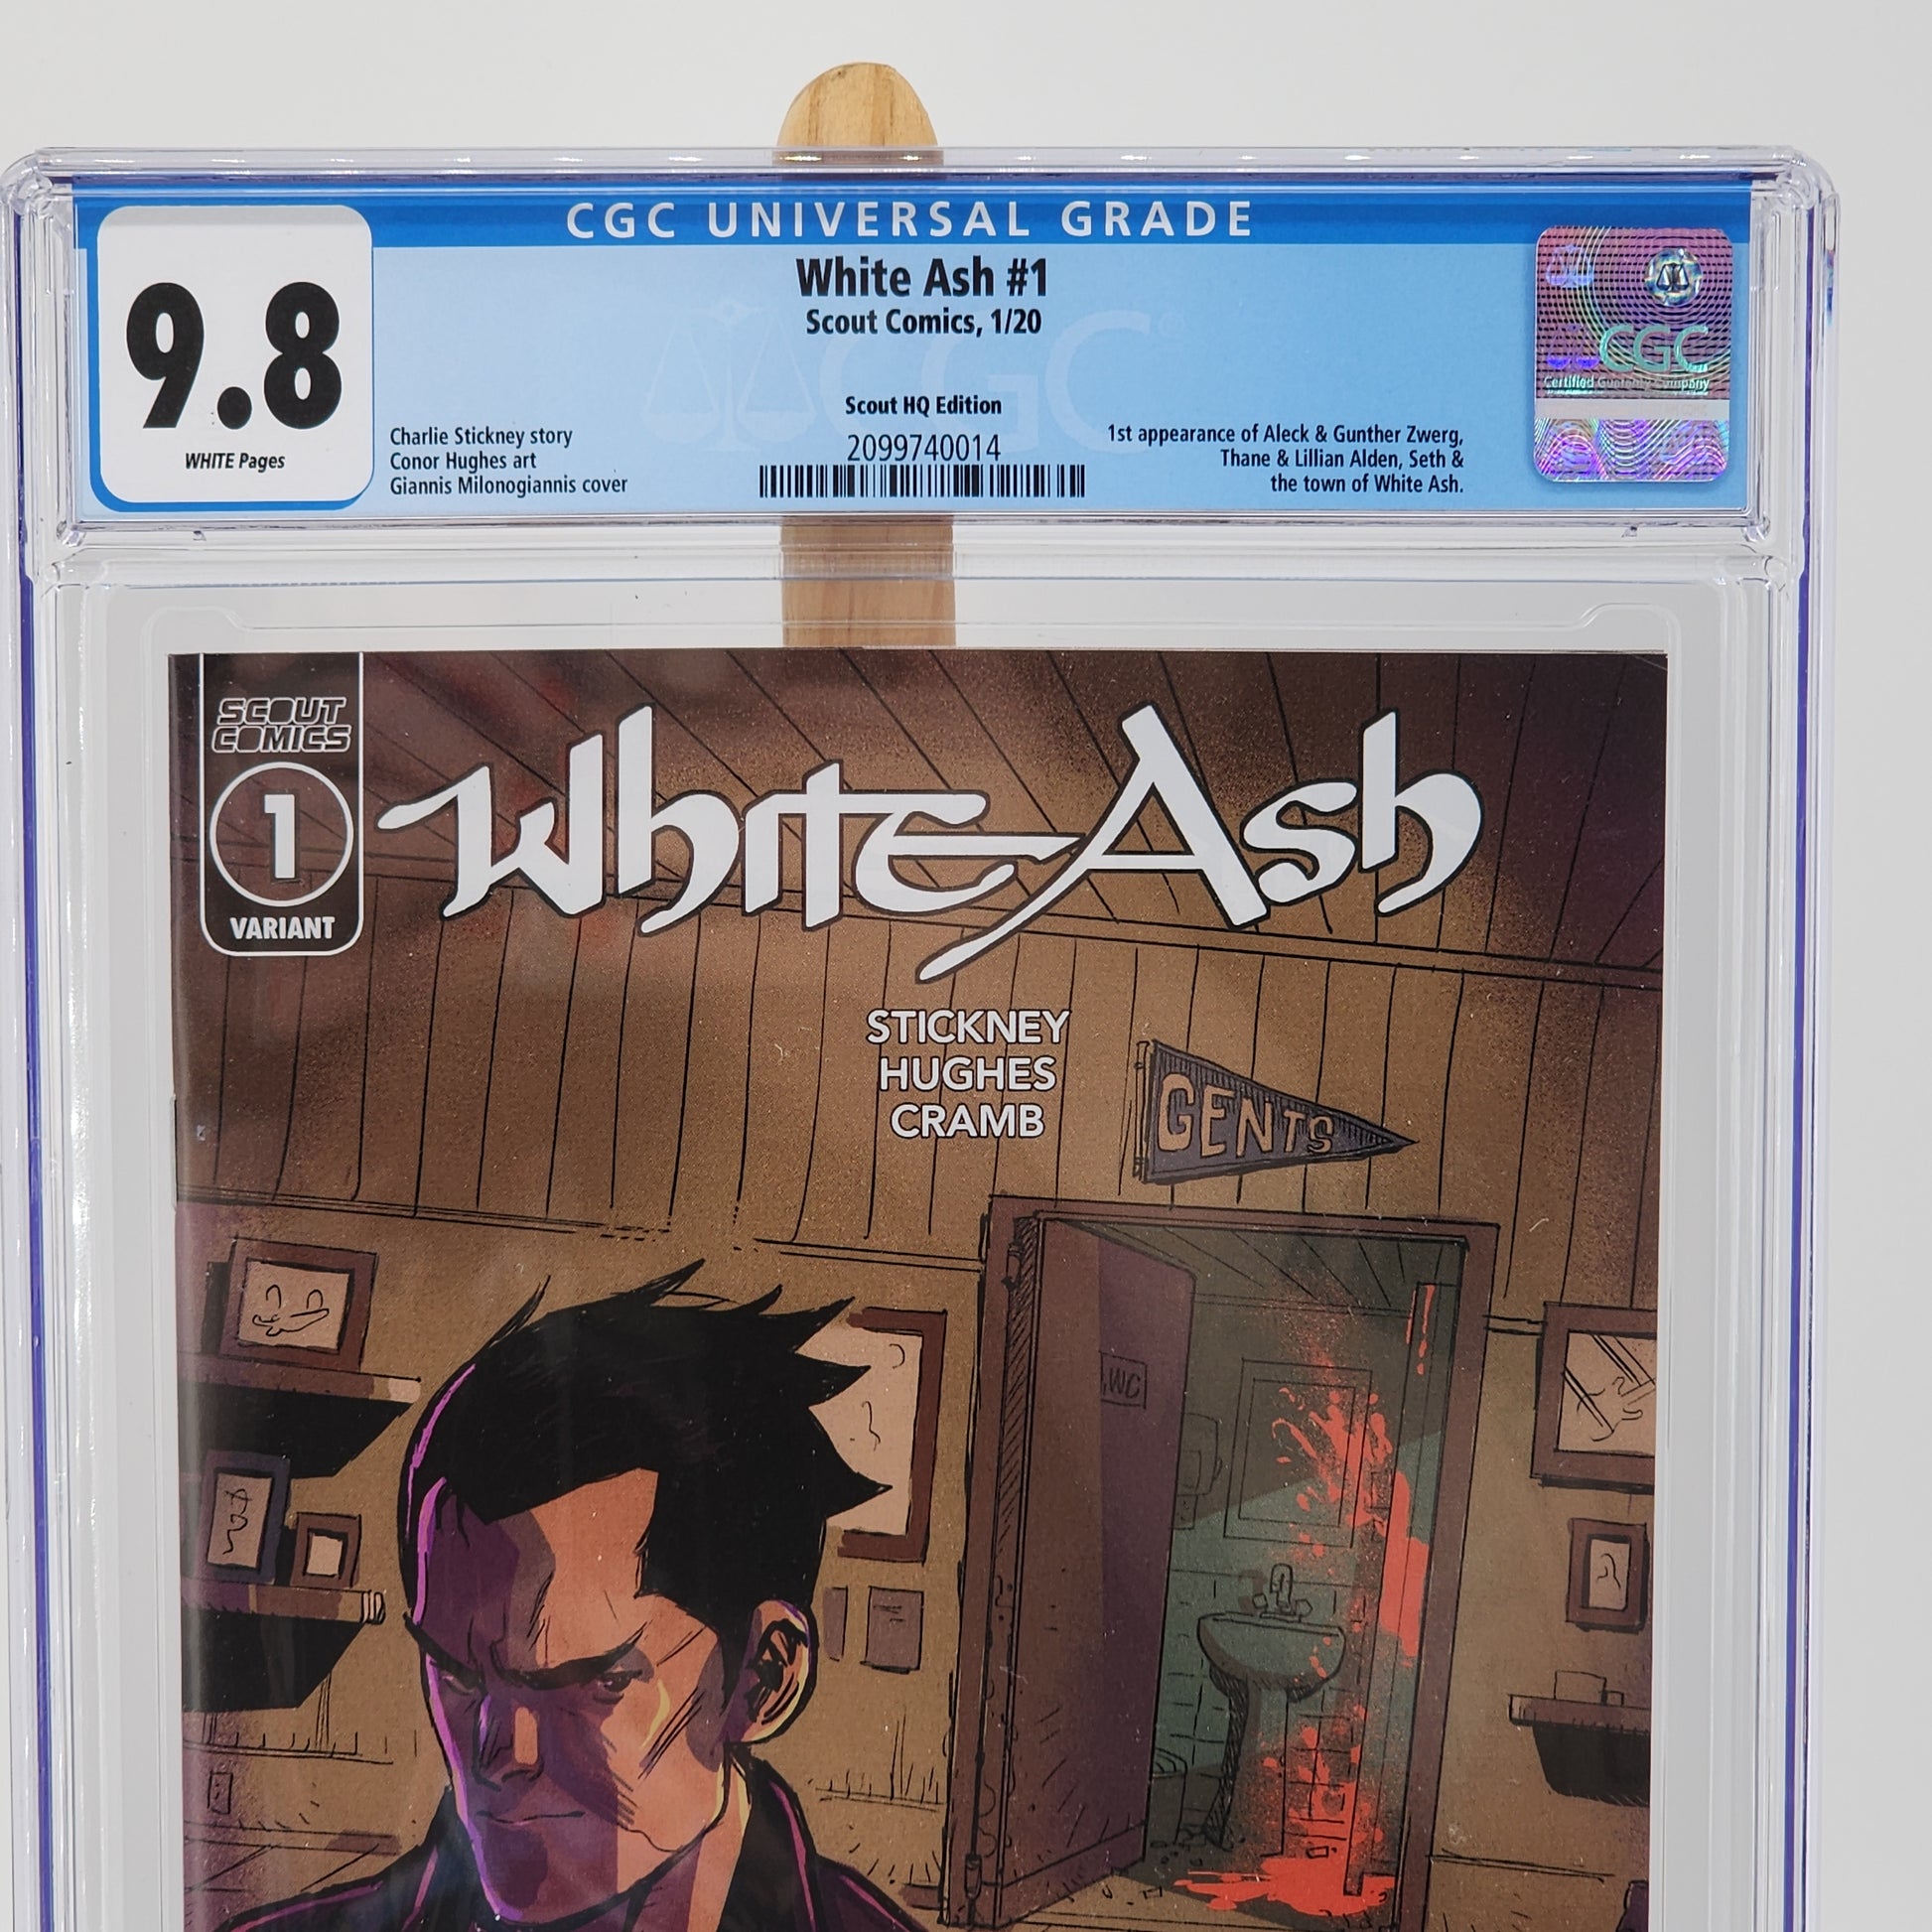 CGC UNIVERSAL GRADE
9.8
WHITE Pages
White Ash #1
Scout Comics, 1/20
Scout HQ Edition
2099740014
Charlie Stickney story
Conor Hughes art
Giannis Milonogiannis cover
1st appearance of Aleck & Gunther Zwerg,
Thane & Lillian Alden, Seth &
the town of White Ash.
CGC
CGC
Certified Guaranty Company
SCOUT
COMICS
1
VARIANT
White Ash
STICKNEY
HUGHES
CRAMB
GENTS
WC